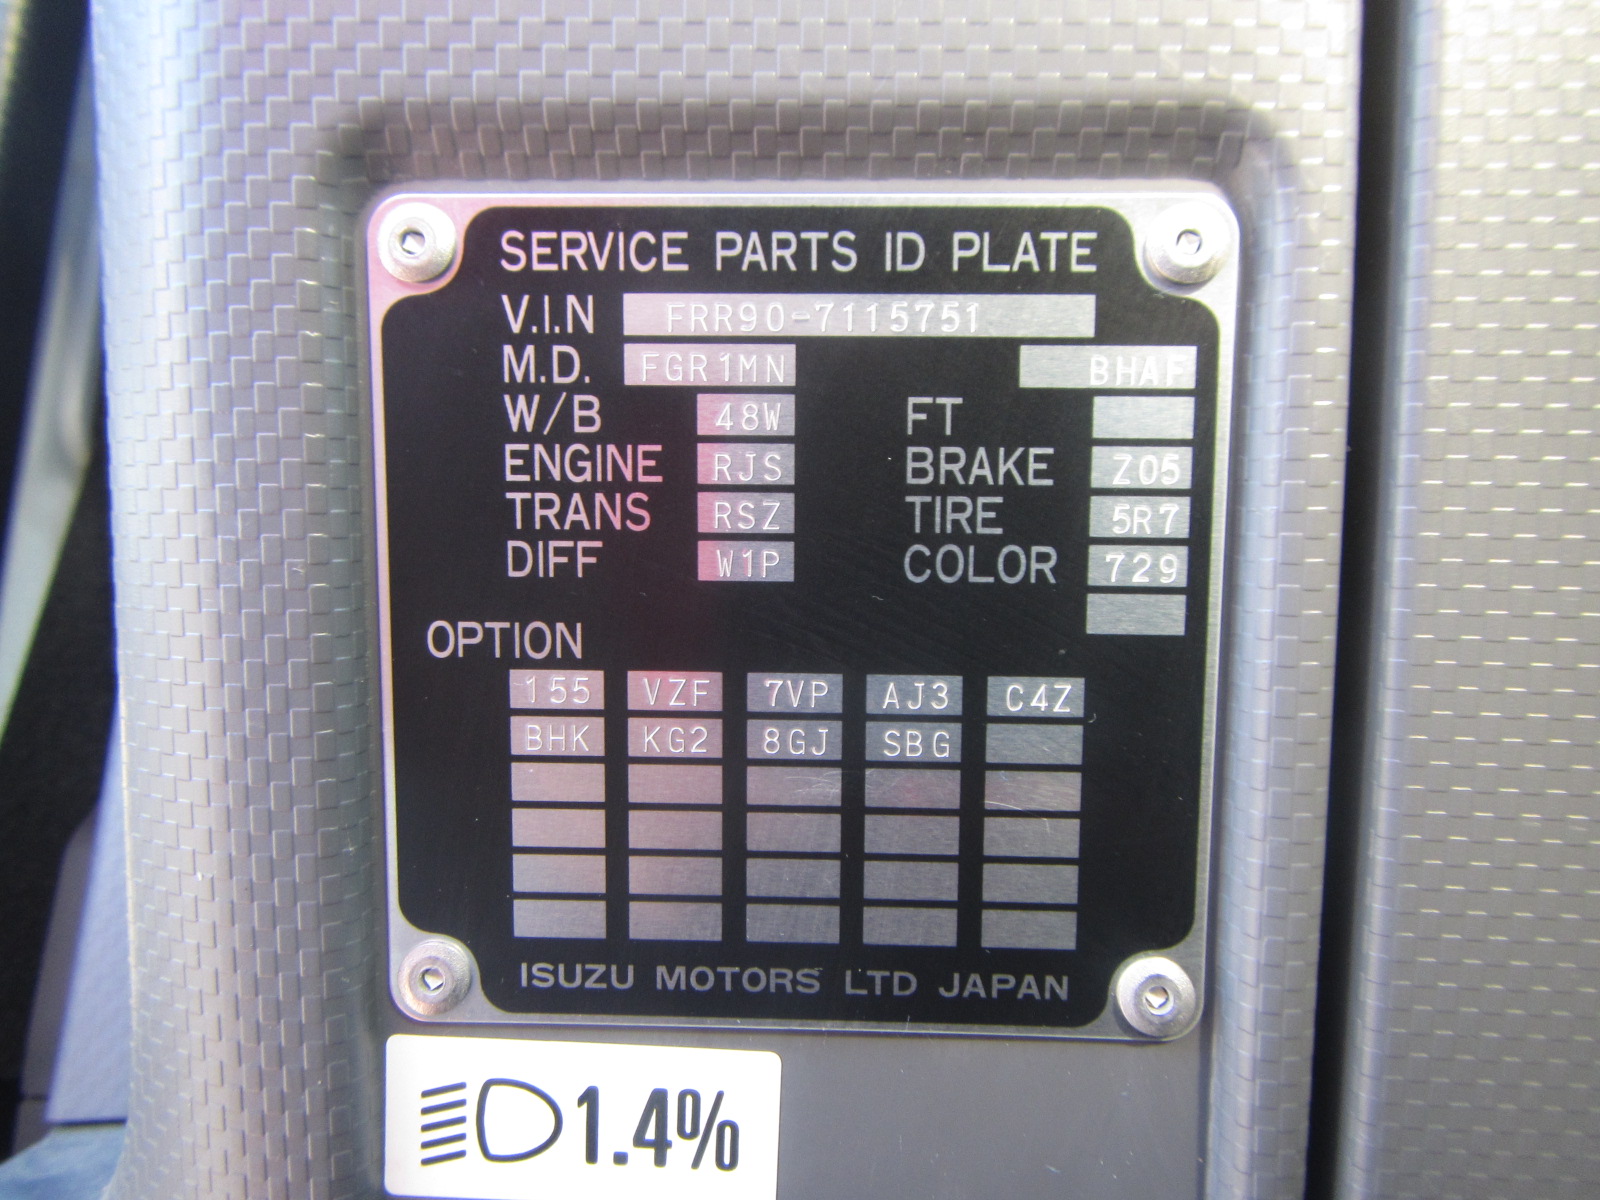 SERVICE PARTS ID PLATE
V.I.N FRR90-7115751
M.D. FGR1MN BHAF
W/B 48W FT
ENGINE RJS BRAKE Z05
TRANS RSZ TIRE 5R7
DIFF W1P COLOR 729
OPTION
155 VZF 7VP AJ3 C4Z
BHK KG2 8GJ SBG
ISUZU MOTORS LTD JAPAN
1.4%